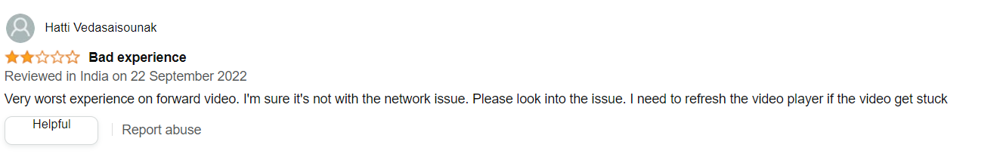 Hatti Vedasaisounak
Bad experience
Reviewed in India on 22 September 2022
Very worst experience on forward video. I'm sure it's not with the network issue. Please look into the issue. I need to refresh the video player if the video get stuck
Helpful
Report abuse